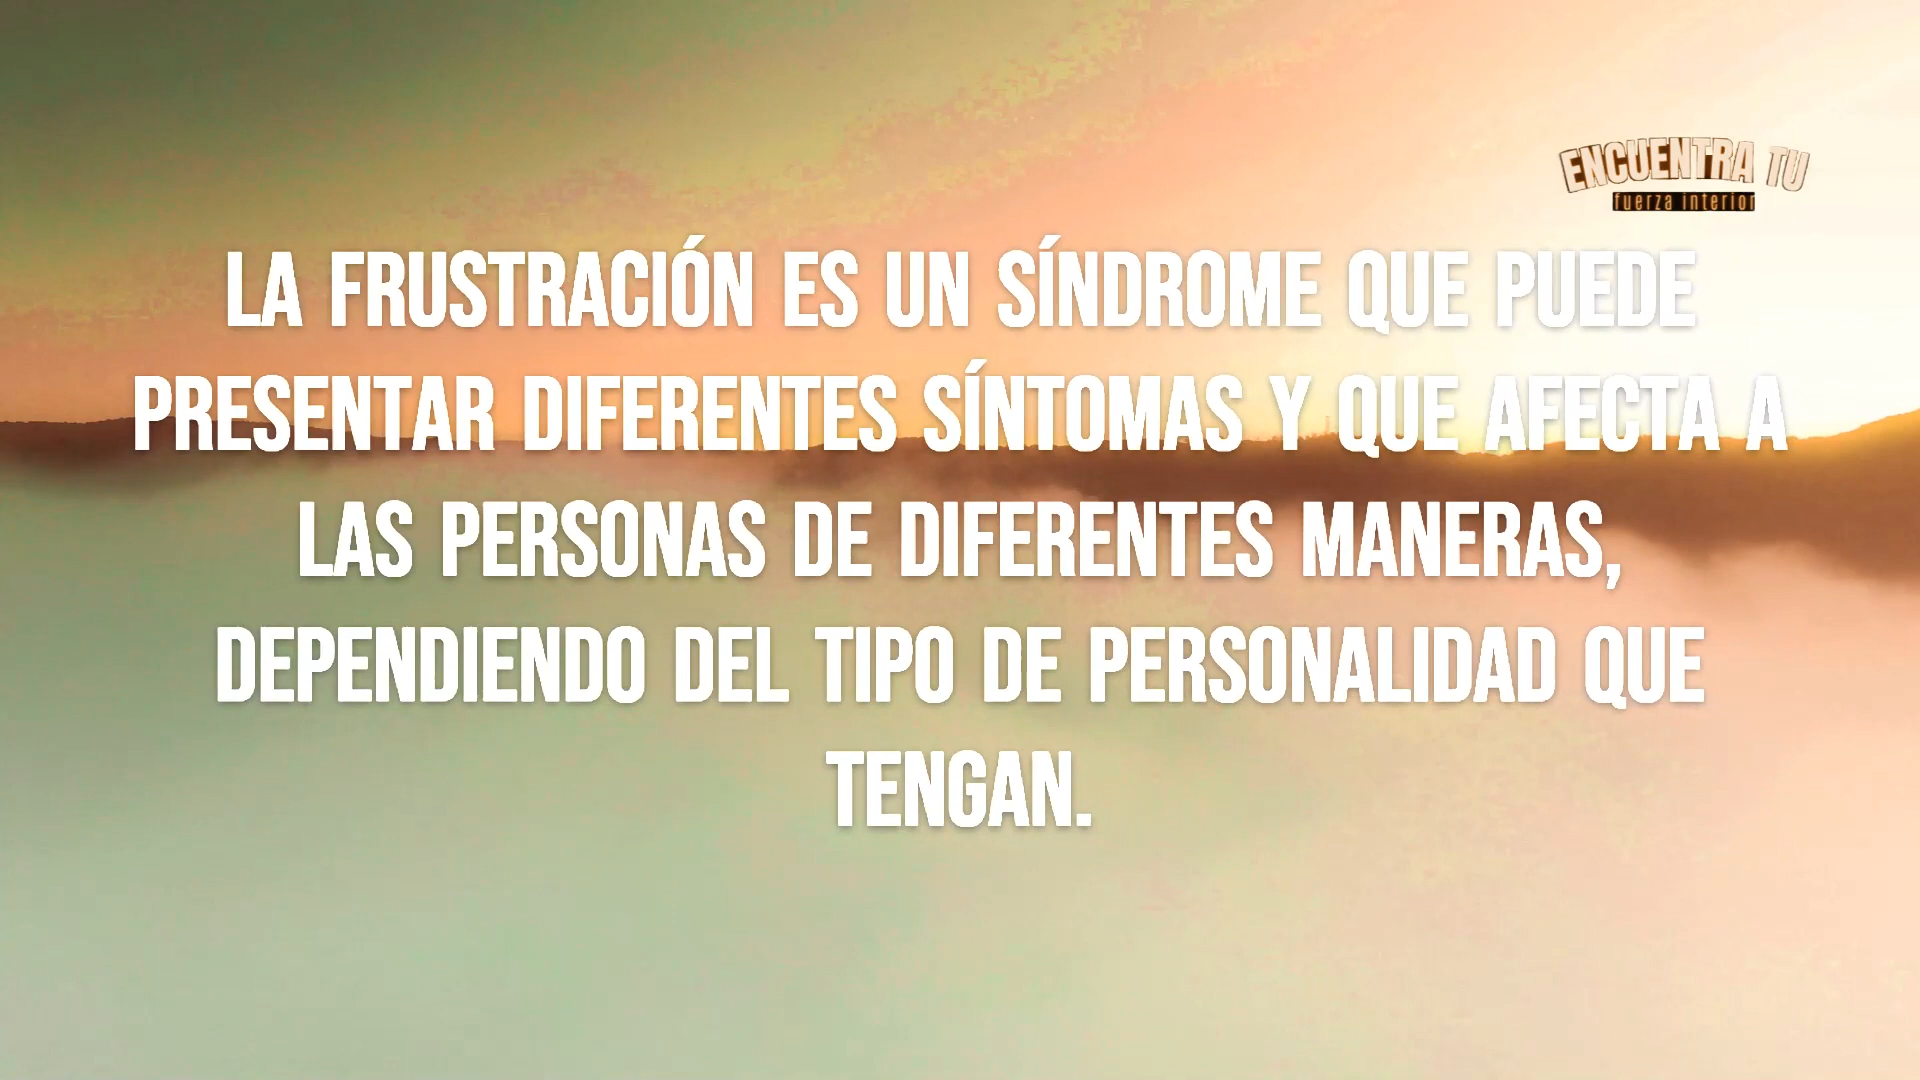 ENCUENTRA TU
fuerza interior
LA FRUSTRACIÓN ES UN SÍNDROME QUE PUEDE
PRESENTAR DIFERENTES SÍNTOMAS Y QUE AFECTA A
LAS PERSONAS DE DIFERENTES MANERAS,
DEPENDIENDO DEL TIPO DE PERSONALIDAD QUE
TENGAN.